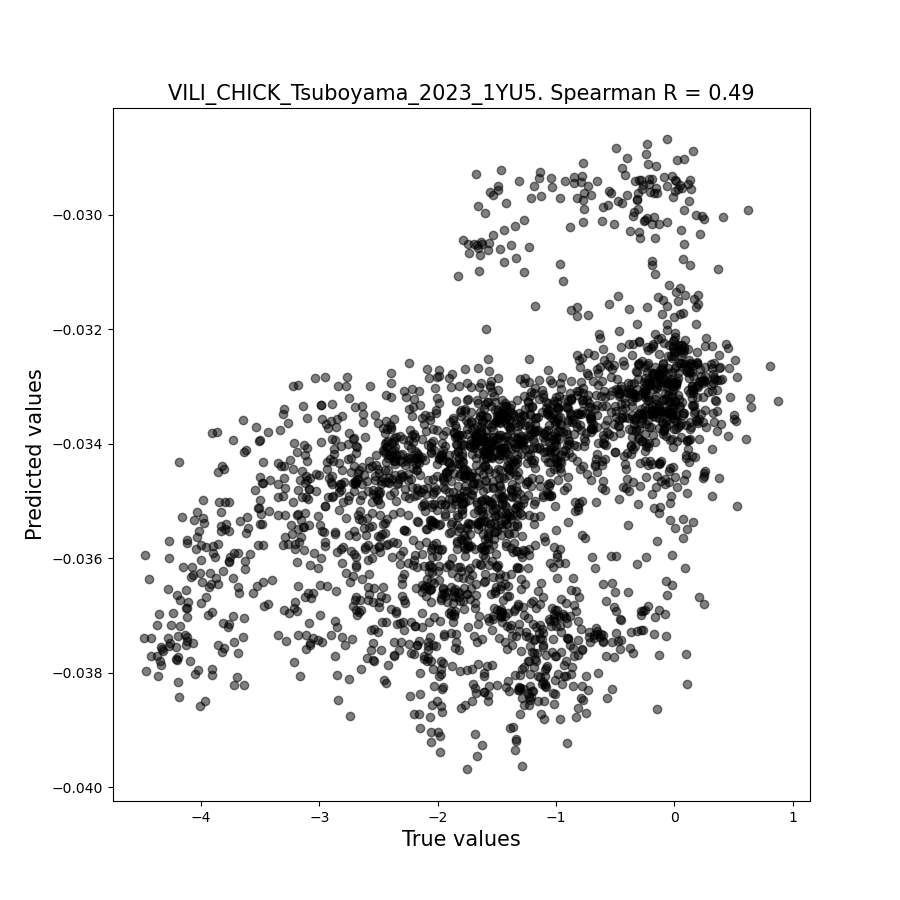 VILI_CHICK_Tsuboyama_2023_1YU5. Spearman R = 0.49
Predicted values
−0.030
−0.032
−0.034
−0.036
−0.038
−0.040
−4 −3 −2 −1 0 1
True values